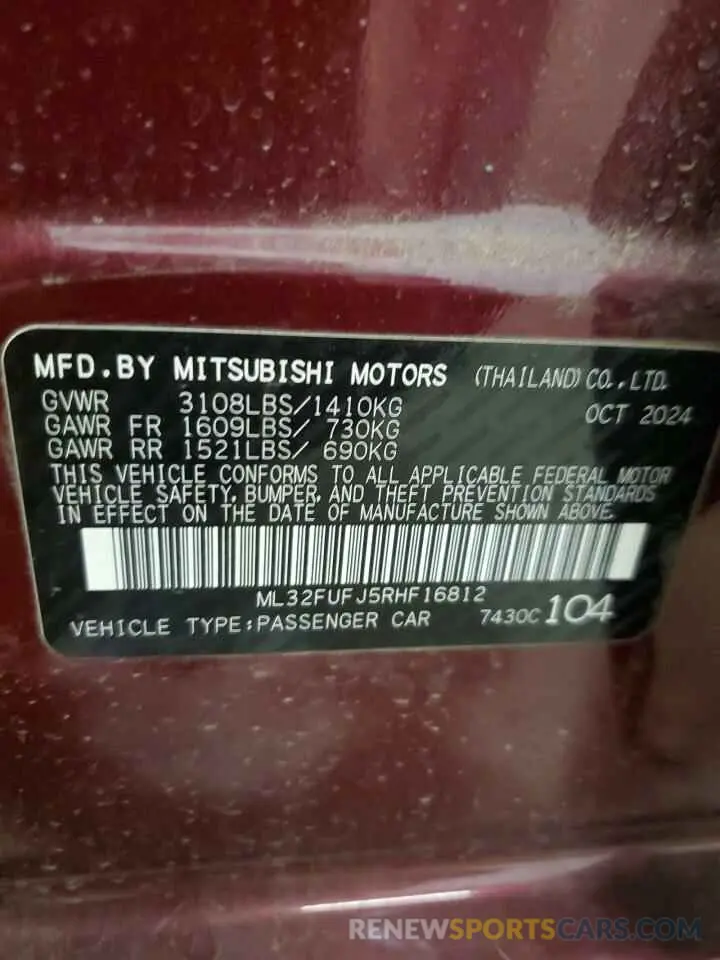 MFD.BY MITSUBISHI MOTORS (THAILAND) CO.,LTD.
GVWR 3108LBS/1410KG OCT 2024
GAWR FR 1609LBS/ 730KG
GAWR RR 1521LBS/ 690KG
THIS VEHICLE CONFORMS TO ALL APPLICABLE FEDERAL MOTOR
VEHICLE SAFETY, BUMPER, AND THEFT PREVENTION STANDARDS
IN EFFECT ON THE DATE OF MANUFACTURE SHOWN ABOVE.
ML32FUFJ5RHF16812
VEHICLE TYPE:PASSENGER CAR 7430C 104
RENEWSPORTSCARS.COM